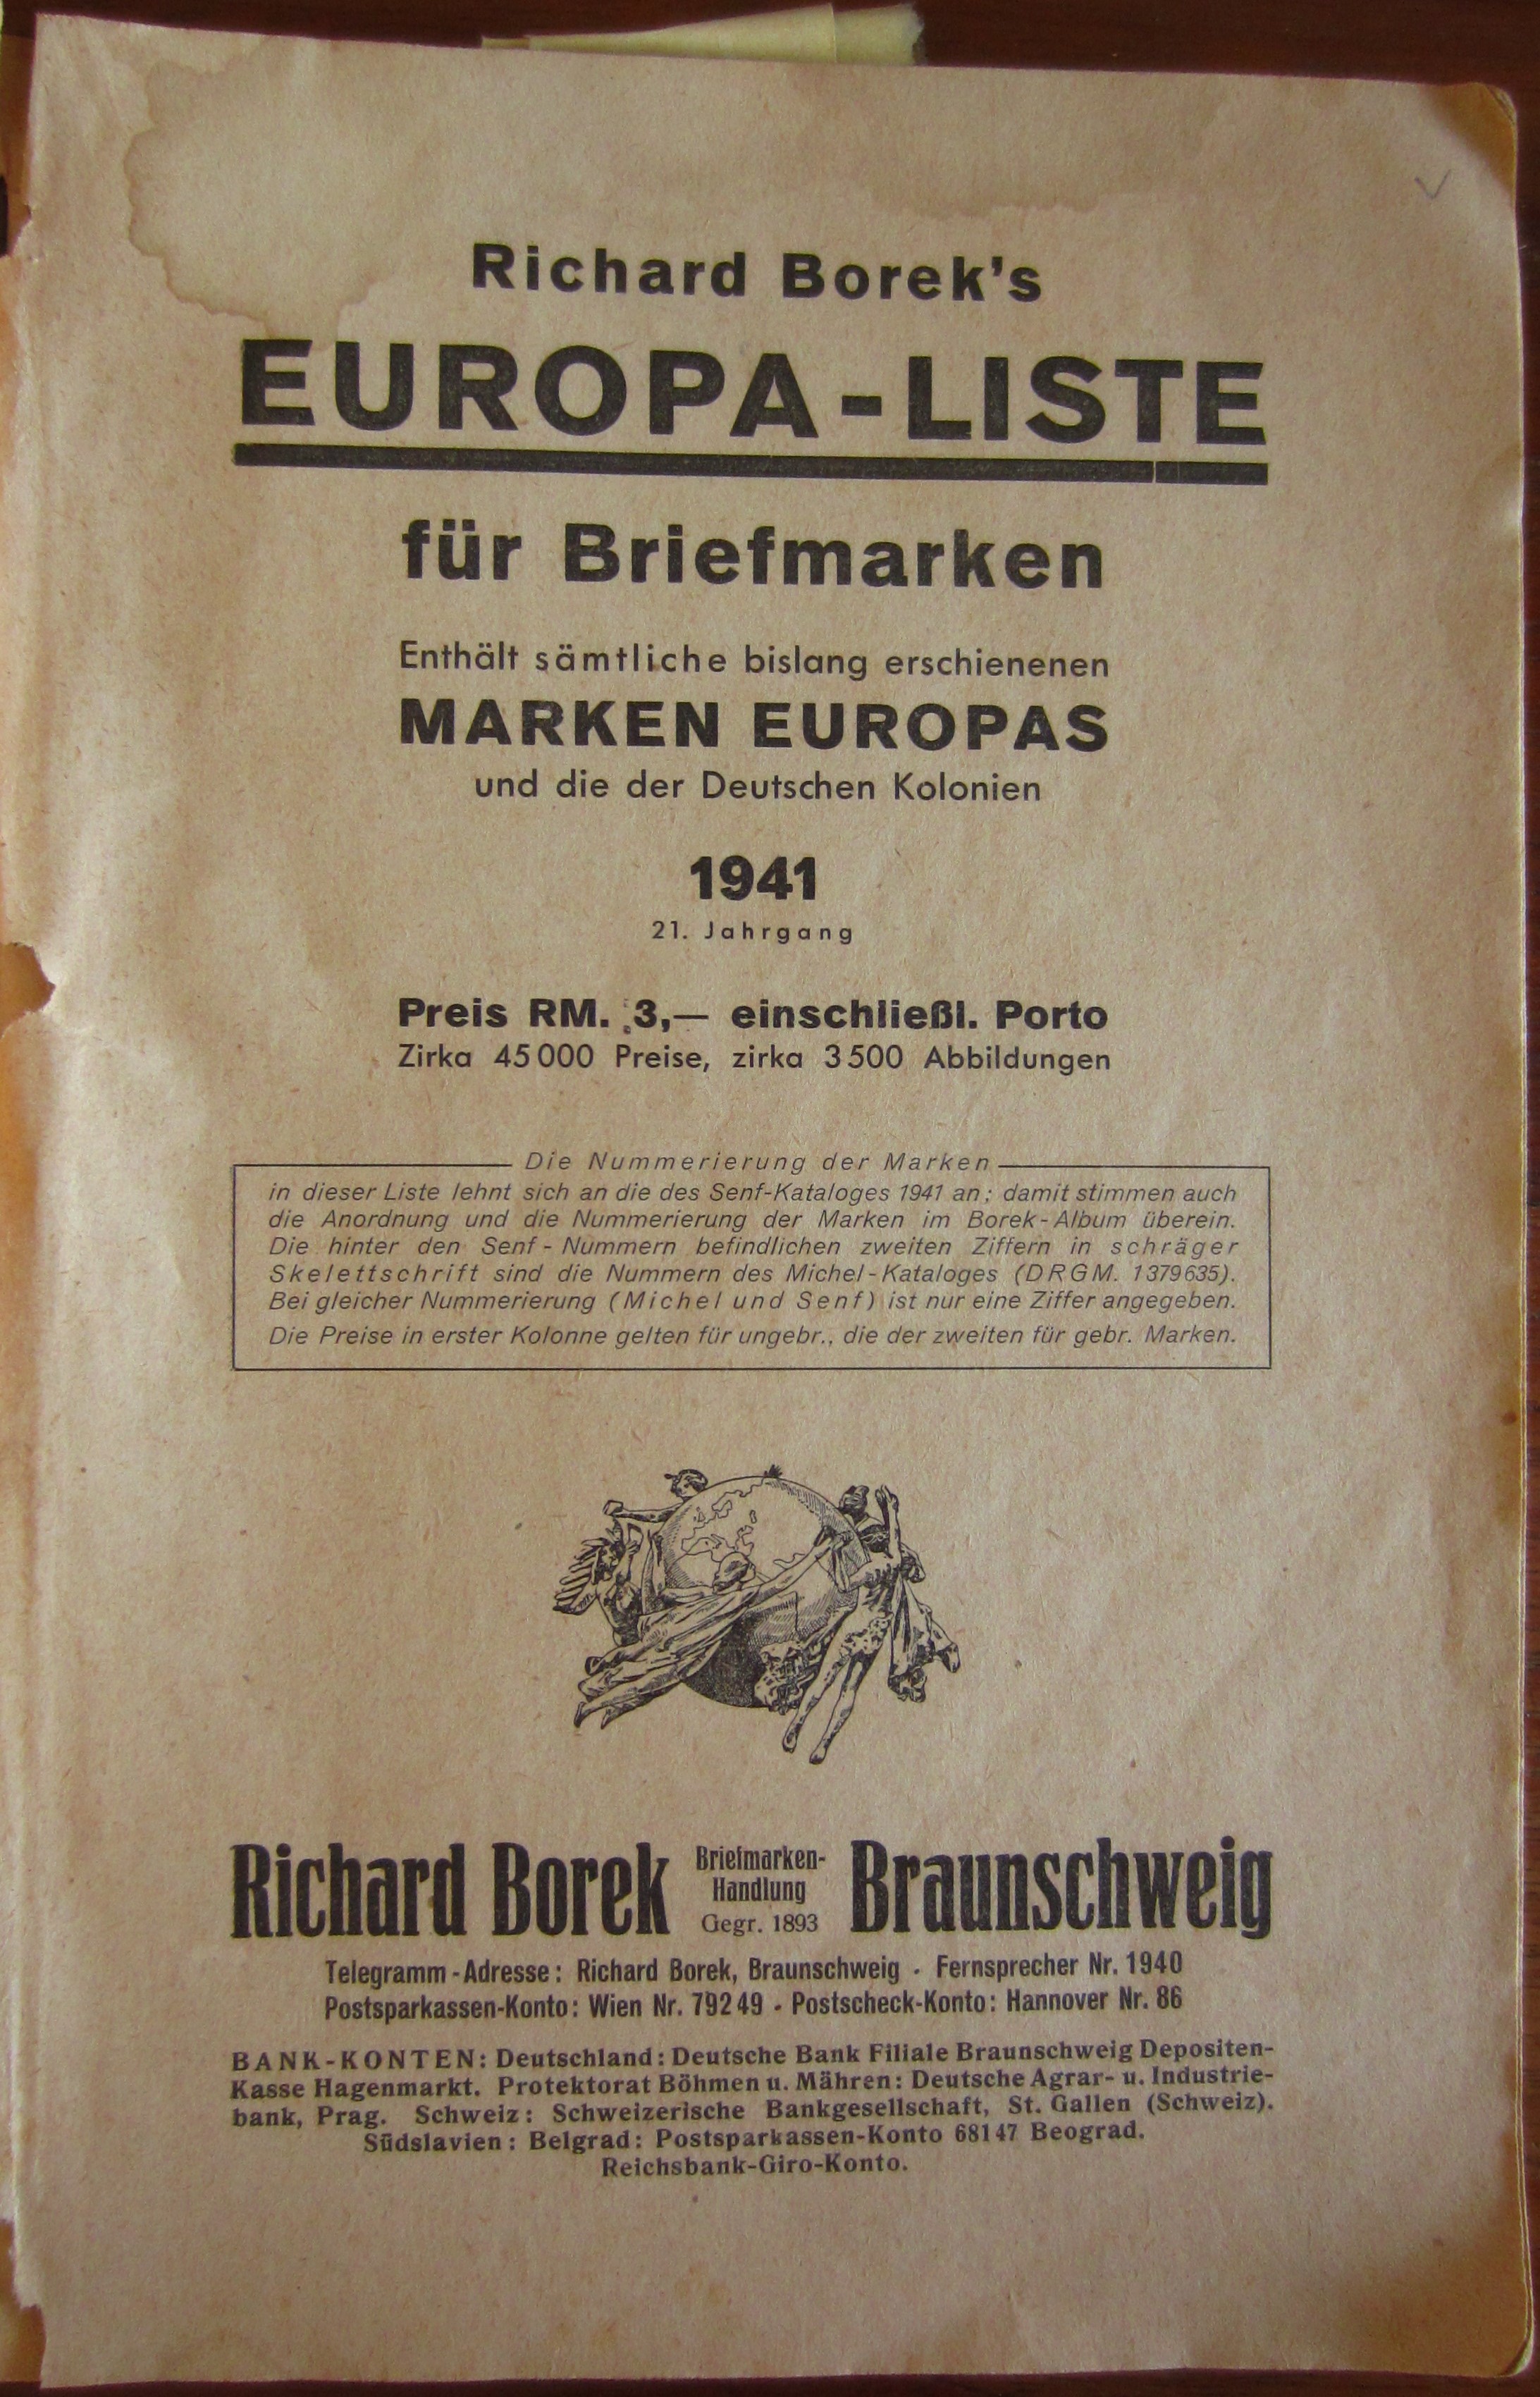 Richard Borek's
EUROPA-LISTE
für Briefmarken
Enthält sämtliche bislang erschienenen
MARKEN EUROPAS
und die der Deutschen Kolonien
1941
21. Jahrgang
Preis RM. 3,— einschließl. Porto
Zirka 45000 Preise, zirka 3500 Abbildungen
Die Nummerierung der Marken
in dieser Liste lehnt sich an die des Senf-Kataloges 1941 an; damit stimmen auch
die Anordnung und die Nummerierung der Marken im Borek-Album überein.
Die hinter den Senf-Nummern befindlichen zweiten Ziffern in schräger
Skelettschrift sind die Nummern des Michel-Kataloges (DRGM. 1379635).
Bei gleicher Nummerierung (Michel und Senf) ist nur eine Ziffer angegeben.
Die Preise in erster Kolonne gelten für ungebr., die der zweiten für gebr. Marken.
Richard Borek Briefmarken-Handlung Gegr. 1893 Braunschweig
Telegramm-Adresse: Richard Borek, Braunschweig · Fernsprecher Nr. 1940
Postsparkassen-Konto: Wien Nr. 79249 · Postscheck-Konto: Hannover Nr. 86
BANK-KONTEN: Deutschland: Deutsche Bank Filiale Braunschweig Depositen-
Kasse Hagenmarkt. Protektorat Böhmen u. Mähren: Deutsche Agrar- u. Industrie-
bank, Prag. Schweiz: Schweizerische Bankgesellschaft, St. Gallen (Schweiz).
Südslavien: Belgrad: Postsparkassen-Konto 68147 Beograd.
Reichsbank-Giro-Konto.